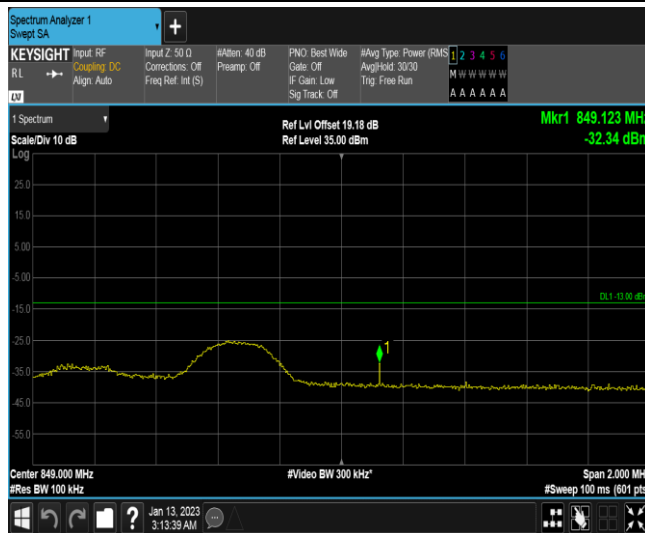 Spectrum Analyzer 1
Swept SA
+
KEYSIGHT Input: RF Input Z: 50 Ω #Atten: 40 dB PNO: Best Wide #Avg Type: Power (RMS 1 2 3 4 5 6
RL Coupling: DC Corrections: Off Preamp: Off Gate: Off Avg|Hold: 30/30 M W W W W W
Align: Auto Freq Ref: Int (S) IF Gain: Low Trig: Free Run
Sig Track: Off A A A A A A
LXI
1 Spectrum Ref Lvl Offset 19.18 dB Mkr1 849.123 MHz
Scale/Div 10 dB Ref Level 35.00 dBm -32.34 dBm
Log
25.0
15.0
5.00
-5.00
DL1 -13.00 dBm
-15.0
-25.0
1
-35.0
-45.0
-55.0
Center 849.000 MHz #Video BW 300 kHz* Span 2.000 MHz
#Res BW 100 kHz #Sweep 100 ms (601 pts
? Jan 13, 2023
3:13:39 AM